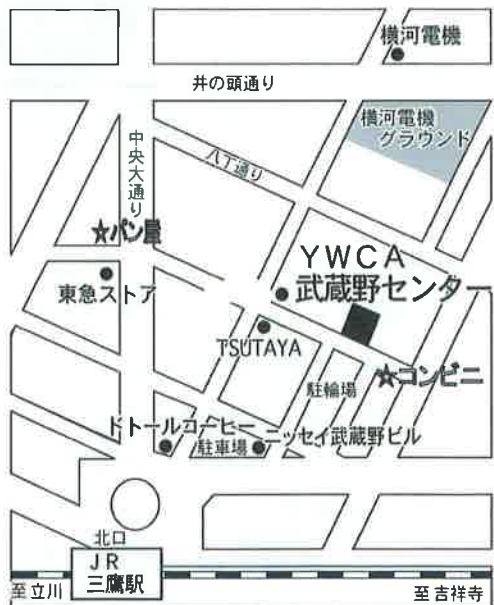 横河電機
井の頭通り
横河電機
グラウンド
中央大通り
八丁通り
☆パン屋
YWCA
武蔵野センター
東急ストア
TSUTAYA
☆コンビニ
駐輪場
ドトールコーヒー
駐車場
ニッセイ武蔵野ビル
北口
JR
三鷹駅
至立川
至吉祥寺